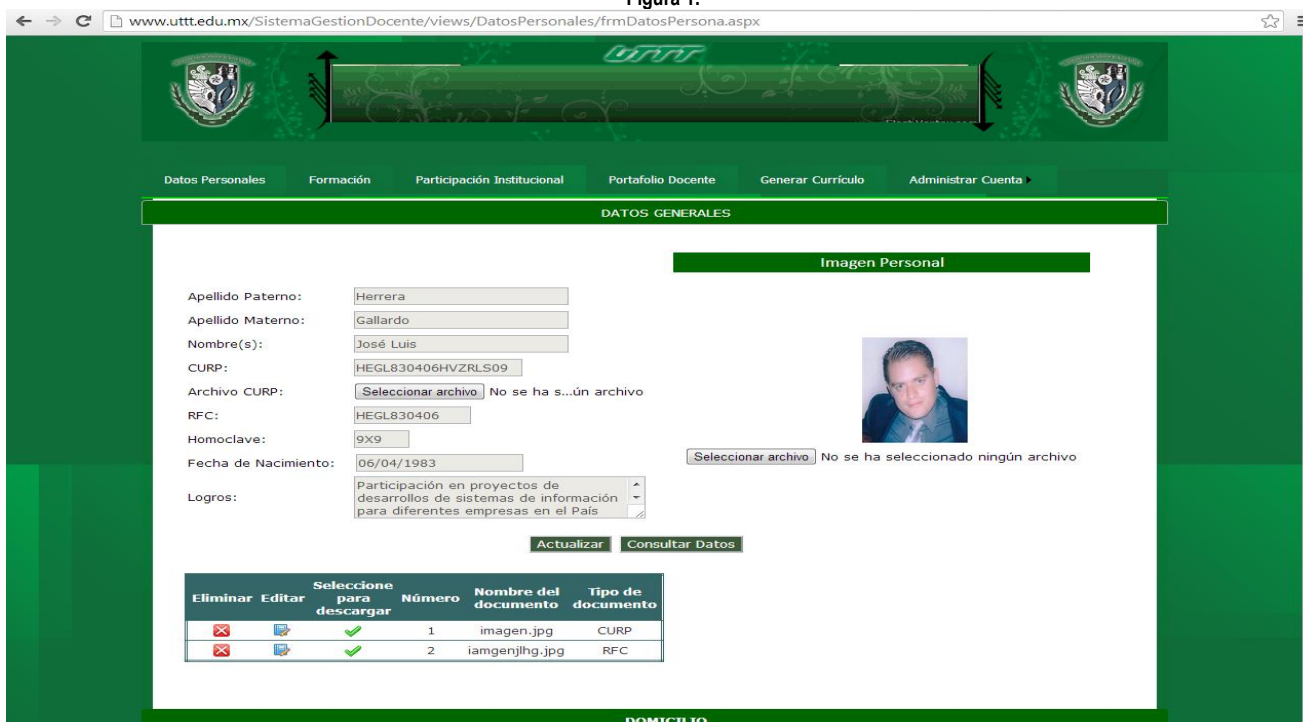 Figura 1.
www.uttt.edu.mx/SistemaGestionDocente/views/DatosPersonales/frmDatosPersona.aspx
UTTT
Datos Personales Formación Participación Institucional Portafolio Docente Generar Currículo Administrar Cuenta
DATOS GENERALES
Imagen Personal
Apellido Paterno: Herrera
Apellido Materno: Gallardo
Nombre(s): José Luis
CURP: HEGL830406HVZRLS09
Archivo CURP: Seleccionar archivo No se ha s...ún archivo
RFC: HEGL830406
Homoclave: 9X9
Fecha de Nacimiento: 06/04/1983
Seleccionar archivo No se ha seleccionado ningún archivo
Logros: Participación en proyectos de
desarrollos de sistemas de información
para diferentes empresas en el País
Actualizar Consultar Datos
Eliminar Editar Seleccione para descargar Número Nombre del documento Tipo de documento
1 imagen.jpg CURP
2 iamgenjlhg.jpg RFC
DOMICILIO